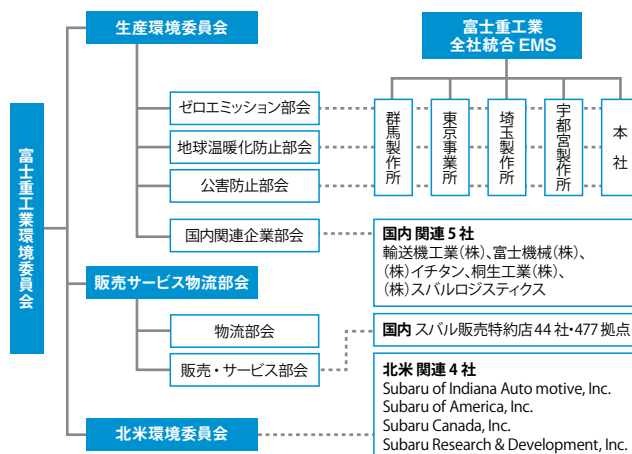 生産環境委員会
富士重工業
全社統合 EMS
ゼロエミッション部会
地球温暖化防止部会
公害防止部会
群馬製作所
東京事業所
埼玉製作所
宇都宮製作所
本社
富士重工業環境委員会
国内関連企業部会
国内 関連 5 社
輸送機工業(株)、富士機械(株)、
(株)イチタン、桐生工業(株)、
(株)スバルロジスティクス
販売サービス物流部会
物流部会
国内 スバル販売特約店 44 社・477 拠点
販売・サービス部会
北米 関連 4 社
Subaru of Indiana Auto motive, Inc.
Subaru of America, Inc.
Subaru Canada, Inc.
Subaru Research & Development, Inc.
北米環境委員会